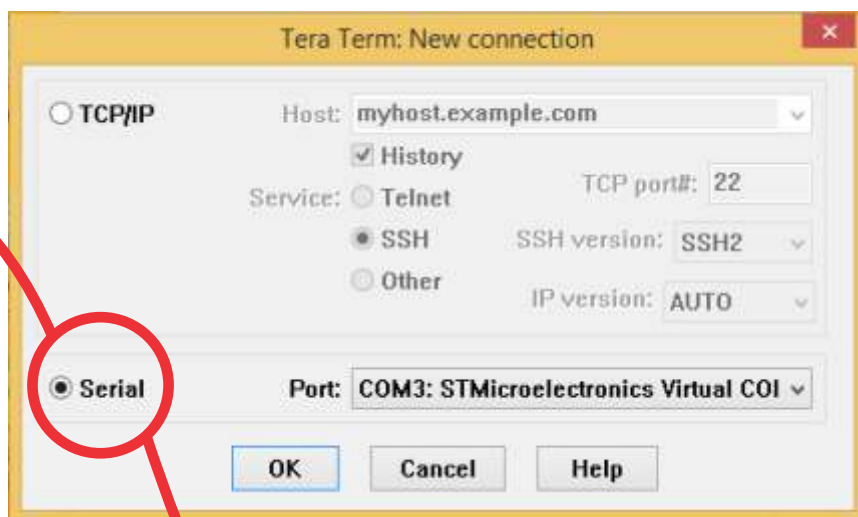 Tera Term: New connection
TCP/IP
Host: myhost.example.com
History
Service: Telnet
TCP port#: 22
SSH
SSH version: SSH2
Other
IP version: AUTO
Serial
Port: COM3: STMicroelectronics Virtual COI
OK Cancel Help